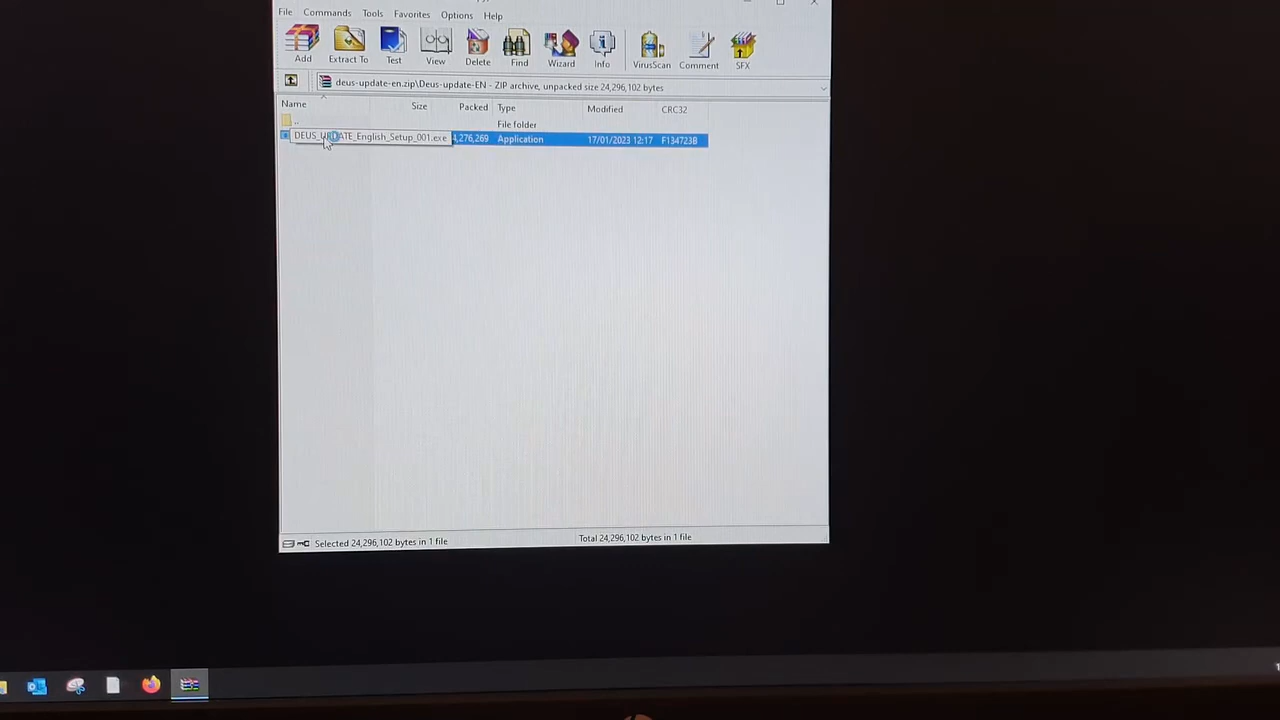 File Commands Tools Favorites Options Help
Add Extract To Test View Delete Find Wizard Info VirusScan Comment SFX
deus-update-en.zip\Deus-update-EN - ZIP archive, unpacked size 24,296,102 bytes
Name Size Packed Type Modified CRC32
.. File folder
DEUS_UPDATE_English_Setup_001.exe 4,276,269 Application 17/01/2023 12:17 F134723B
Selected 24,296,102 bytes in 1 file Total 24,296,102 bytes in 1 file